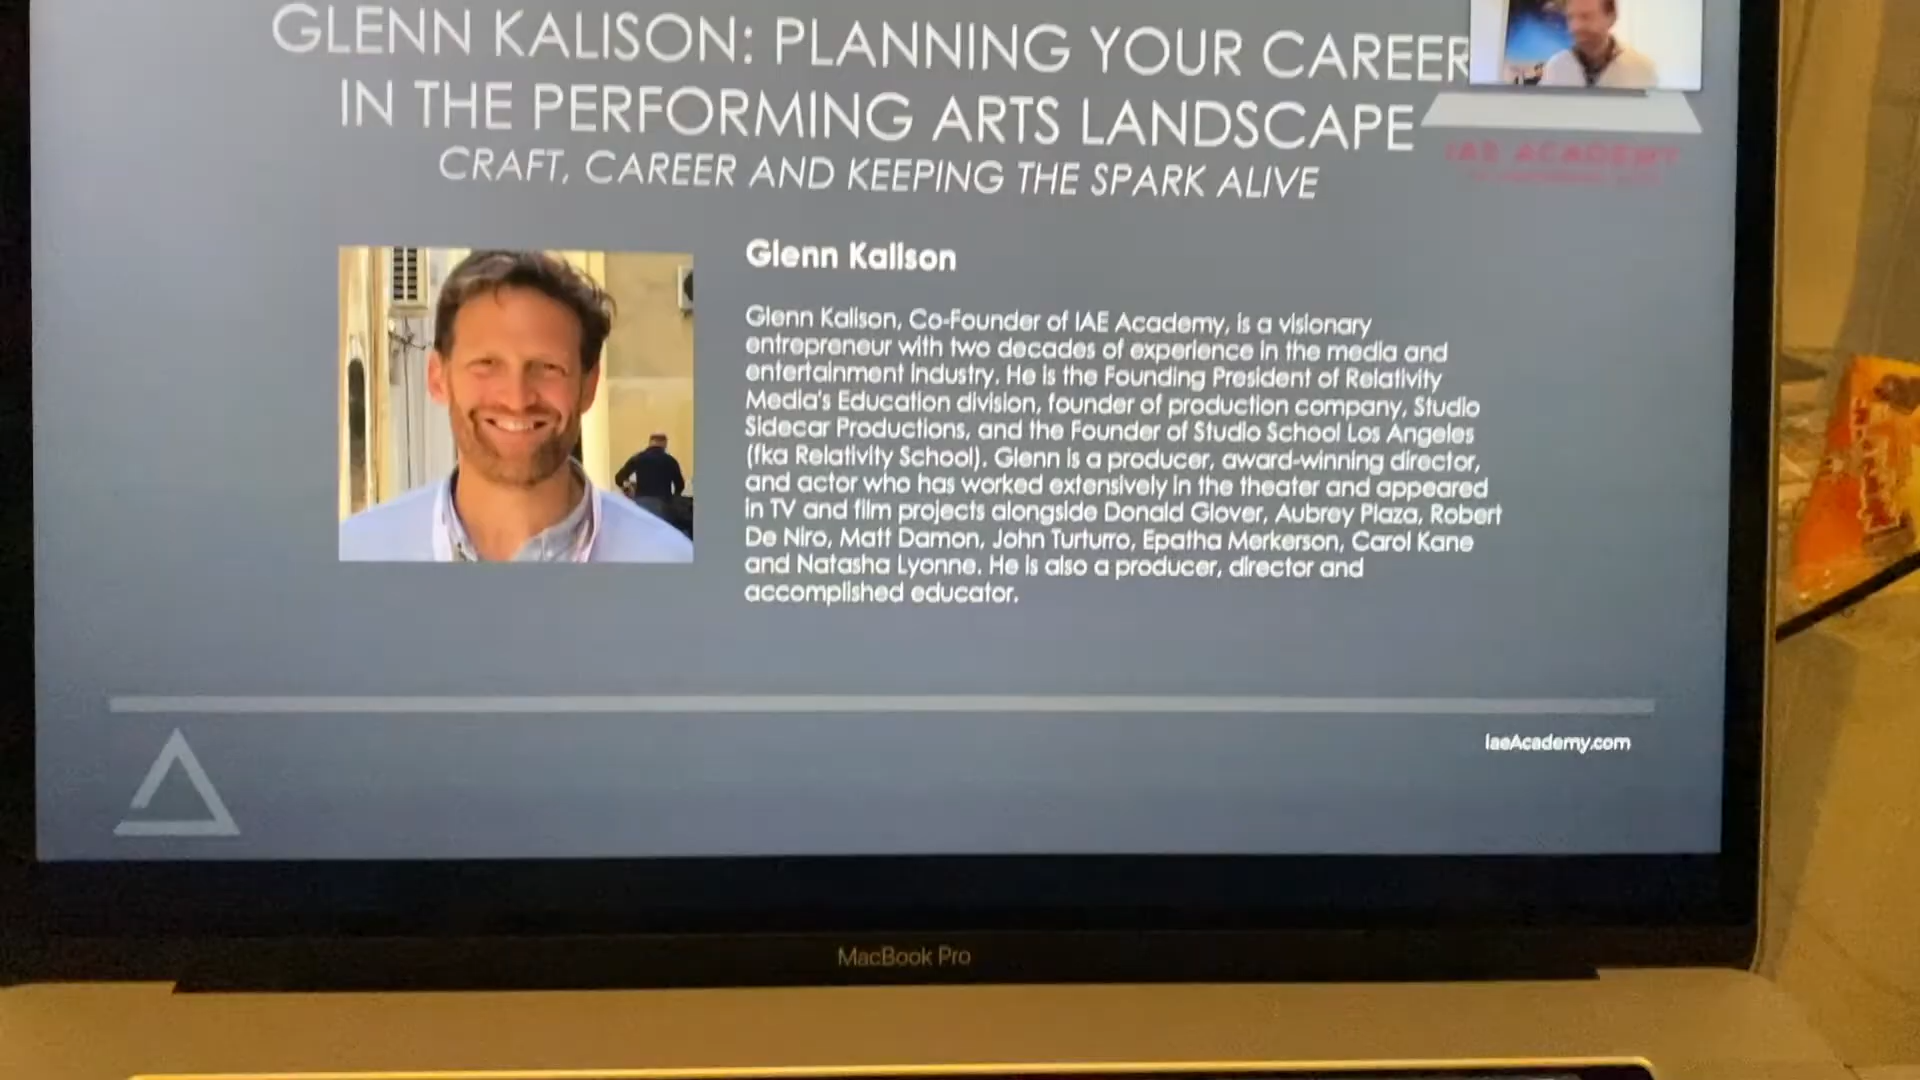 GLENN KALISON: PLANNING YOUR CAREER
IN THE PERFORMING ARTS LANDSCAPE
CRAFT, CAREER AND KEEPING THE SPARK ALIVE
IAE ACADEMY
Glenn Kalison
Glenn Kalison, Co-Founder of IAE Academy, is a visionary
entrepreneur with two decades of experience in the media and
entertainment industry. He is the Founding President of Relativity
Media's Education division, founder of production company, Studio
Sidecar Productions, and the Founder of Studio School Los Angeles
(fka Relativity School). Glenn is a producer, award-winning director,
and actor who has worked extensively in the theater and appeared
in TV and film projects alongside Donald Glover, Aubrey Plaza, Robert
De Niro, Matt Damon, John Turturro, Epatha Merkerson, Carol Kane
and Natasha Lyonne. He is also a producer, director and
accomplished educator.
IaeAcademy.com
MacBook Pro